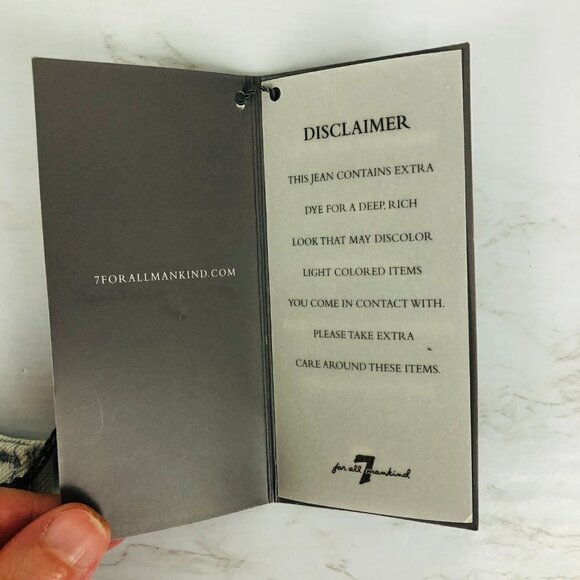 7FORALLMANKIND.COM
DISCLAIMER
THIS JEAN CONTAINS EXTRA
DYE FOR A DEEP, RICH
LOOK THAT MAY DISCOLOR
LIGHT COLORED ITEMS
YOU COME IN CONTACT WITH.
PLEASE TAKE EXTRA
CARE AROUND THESE ITEMS.
for all 7 mankind